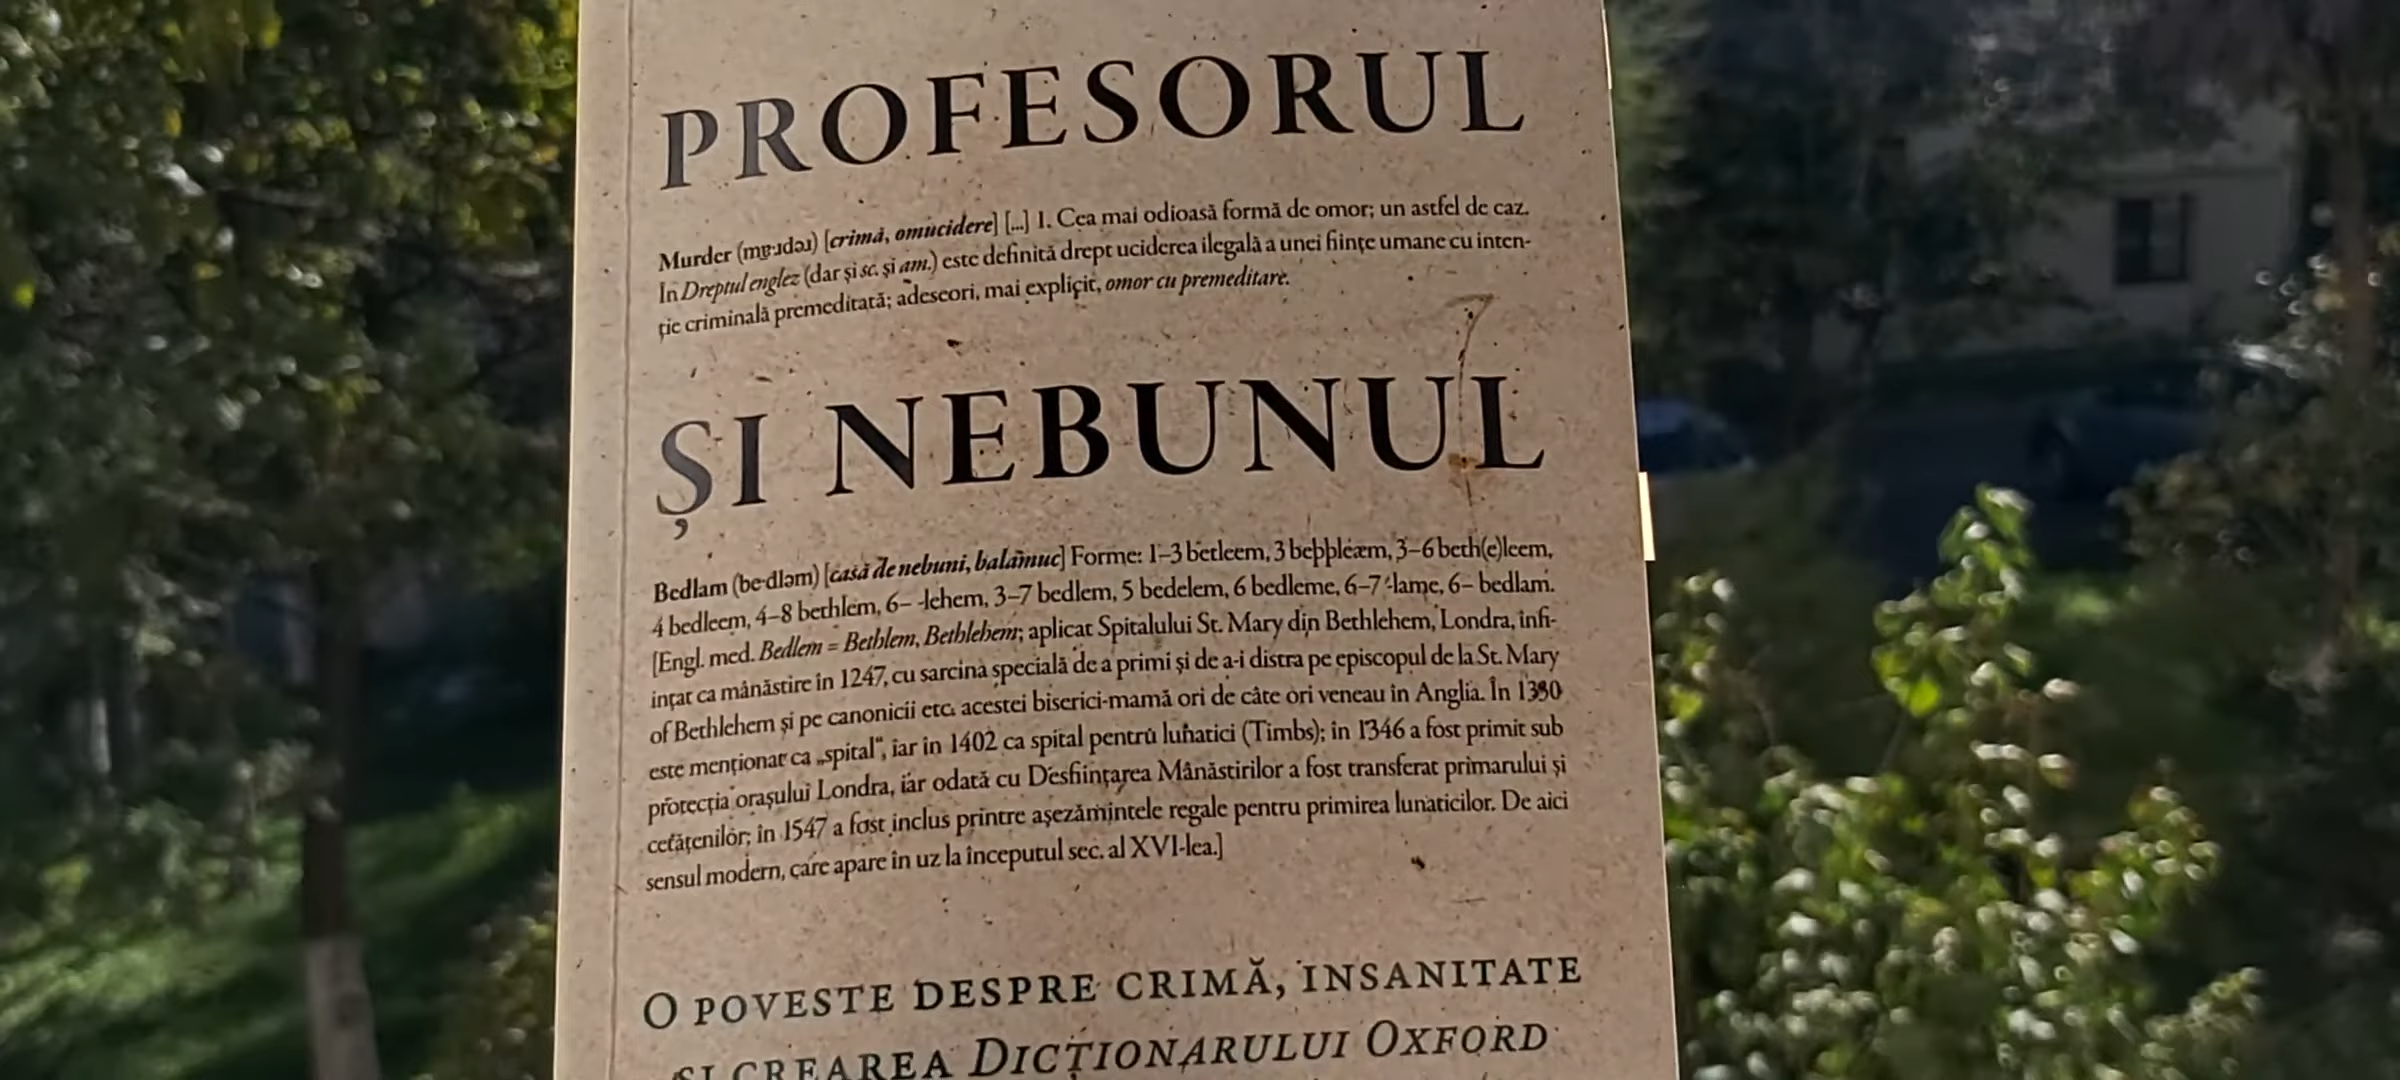 PROFESORUL
Murder (mɐːɹdəɹ) [crimă, omucidere] [...] 1. Cea mai odioasă formă de omor; un astfel de caz.
În Dreptul englez (dar și sc. și am.) este definită drept uciderea ilegală a unei ființe umane cu inten-
ție criminală premeditată; adeseori, mai explicit, omor cu premeditare.
ȘI NEBUNUL
Bedlam (be·dləm) [casă de nebuni, balamuc] Forme: 1–3 betleem, 3 beþþleæm, 3–6 beth(e)leem,
4 bedleem, 4–8 bethlem, 6– -lehem, 3–7 bedlem, 5 bedelem, 6 bedleme, 6–7 -lame, 6– bedlam.
[Engl. med. Bedlem = Bethlem, Bethlehem; aplicat Spitalului St. Mary din Bethlehem, Londra, înfi-
ințat ca mânăstire în 1247, cu sarcina specială de a primi și de a-i distra pe episcopul de la St. Mary
of Bethlehem și pe canonicii etc. acestei biserici-mamă ori de câte ori veneau în Anglia. În 1330
este menționat ca „spital“, iar în 1402 ca spital pentru lunatici (Timbs); în 1346 a fost primit sub
protecția orașului Londra, iar odată cu Desființarea Mânăstirilor a fost transferat primarului și
cetățenilor; în 1547 a fost inclus printre așezămintele regale pentru primirea lunaticilor. De aici
sensul modern, care apare în uz la începutul sec. al XVI-lea.]
O POVESTE DESPRE CRIMĂ, INSANITATE
ȘI CREAREA DICȚIONARULUI OXFORD